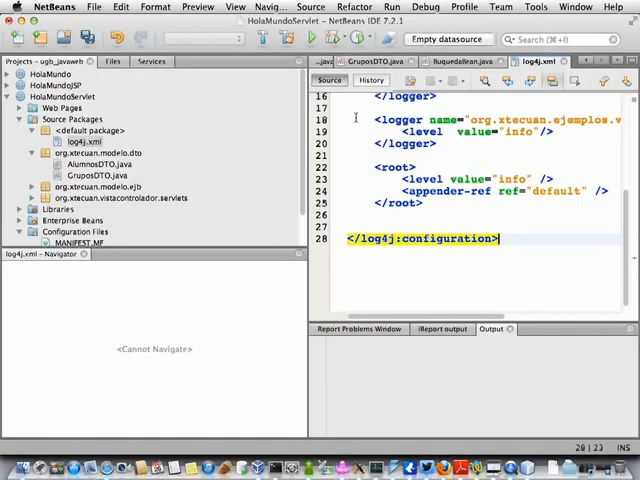 NetBeans File Edit View Navi... Source Refactor Run Debug Profile Team Tools Window Help
HolaMundoServlet – NetBeans IDE 7.2.1
Empty datasource
Search (⌘+I)
Projects – ugb_javaweb
Files
Services
...java
GruposDTO.java
log4j.xml
HolaMundo
HolaMundoJSP
HolaMundoServlet
Web Pages
Source Packages
<default package>
log4j.xml
org.xtecuan.modelo.dto
AlumnosDTO.java
GruposDTO.java
org.xtecuan.modelo.ejb
org.xtecuan.vistacontrolador.servlets
Libraries
Enterprise Beans
Configuration Files
MANIFEST.MF
Source
History
16 </logger>
17
18 <logger name="org.xtecuan.ejemplos.v
19 <level value="info"/>
20 </logger>
21
22 <root>
23 <level value="info" />
24 <appender-ref ref="default" />
25 </root>
26
27
28 </log4j:configuration>
log4j.xml – Navigator
<Cannot Navigate>
Report Problems Window
iReport output
Output
28 | 23
INS